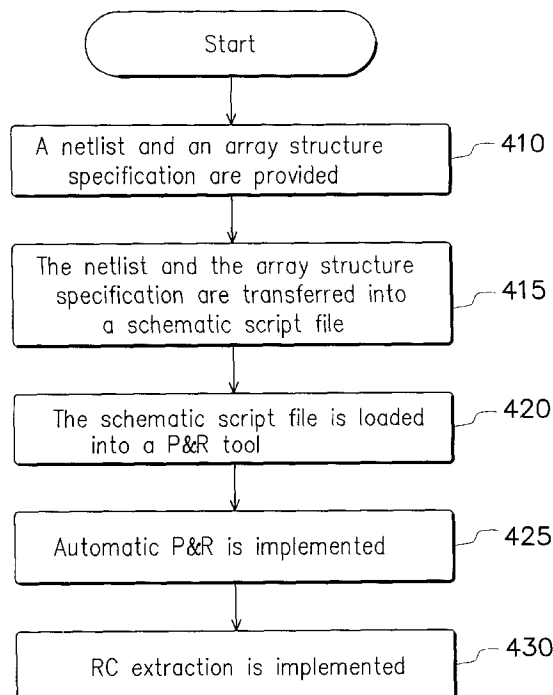 Start
A netlist and an array structure
specification are provided
410
The netlist and the array structure
specification are transferred into
a schematic script file
415
The schematic script file is loaded
into a P&R tool
420
Automatic P&R is implemented
425
RC extraction is implemented
430